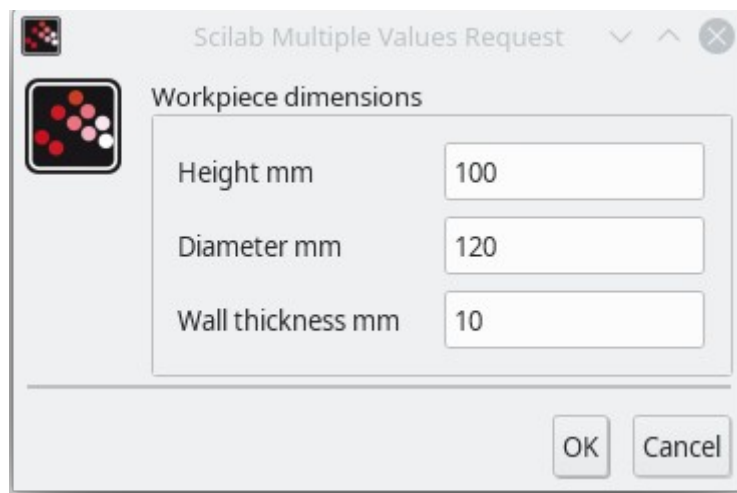 Scilab Multiple Values Request
Workpiece dimensions
Height mm 100
Diameter mm 120
Wall thickness mm 10
OK Cancel